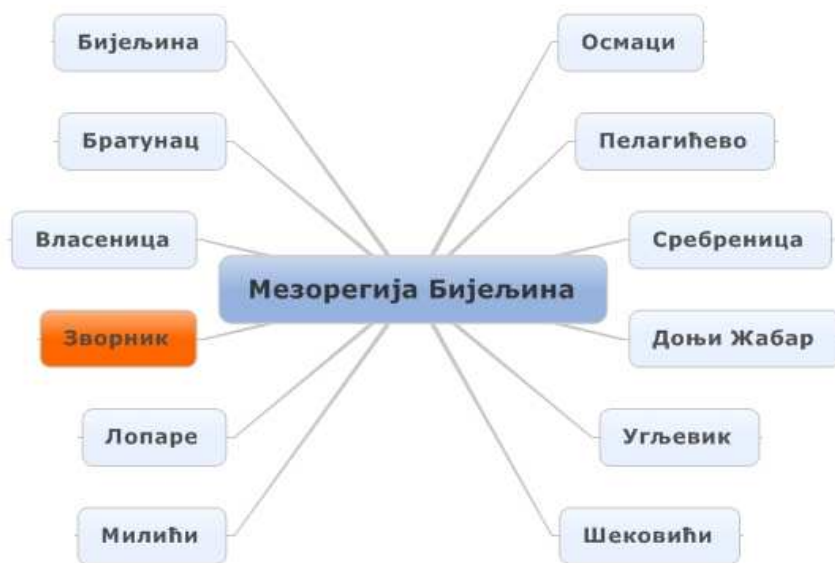 Бијељина
Осмаци
Братунац
Пелагићево
Власеница
Сребреница
Мезорегија Бијељина
Зворник
Доњи Жабар
Лопаре
Угљевик
Милићи
Шековићи